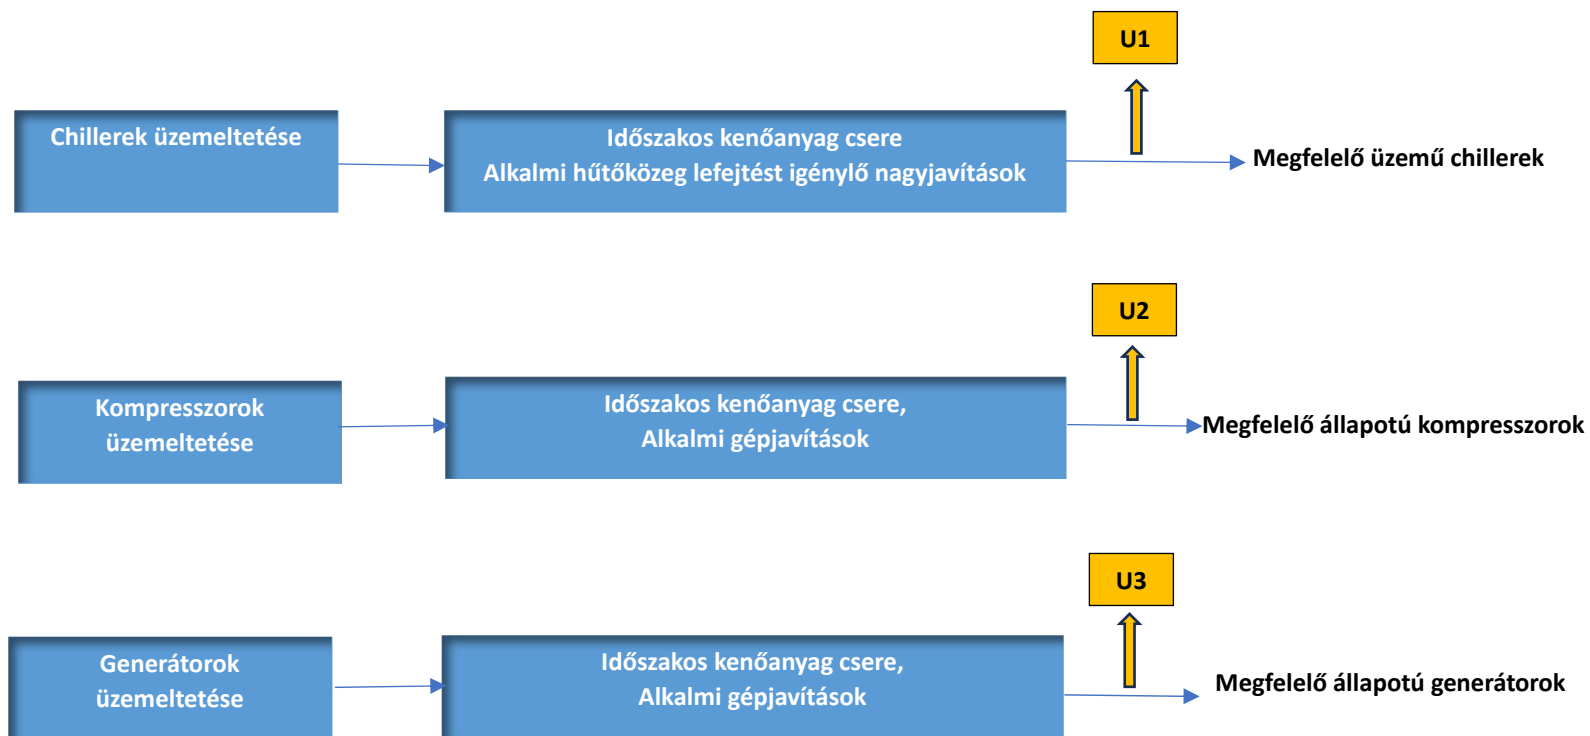 U1
Chillerek üzemeltetése
Időszakos kenőanyag csere
Alkalmi hűtőközeg lefejtést igénylő nagyjavítások
Megfelelő üzemű chillerek
U2
Kompresszorok
üzemeltetése
Időszakos kenőanyag csere,
Alkalmi gépjavítások
Megfelelő állapotú kompresszorok
U3
Generátorok
üzemeltetése
Időszakos kenőanyag csere,
Alkalmi gépjavítások
Megfelelő állapotú generátorok